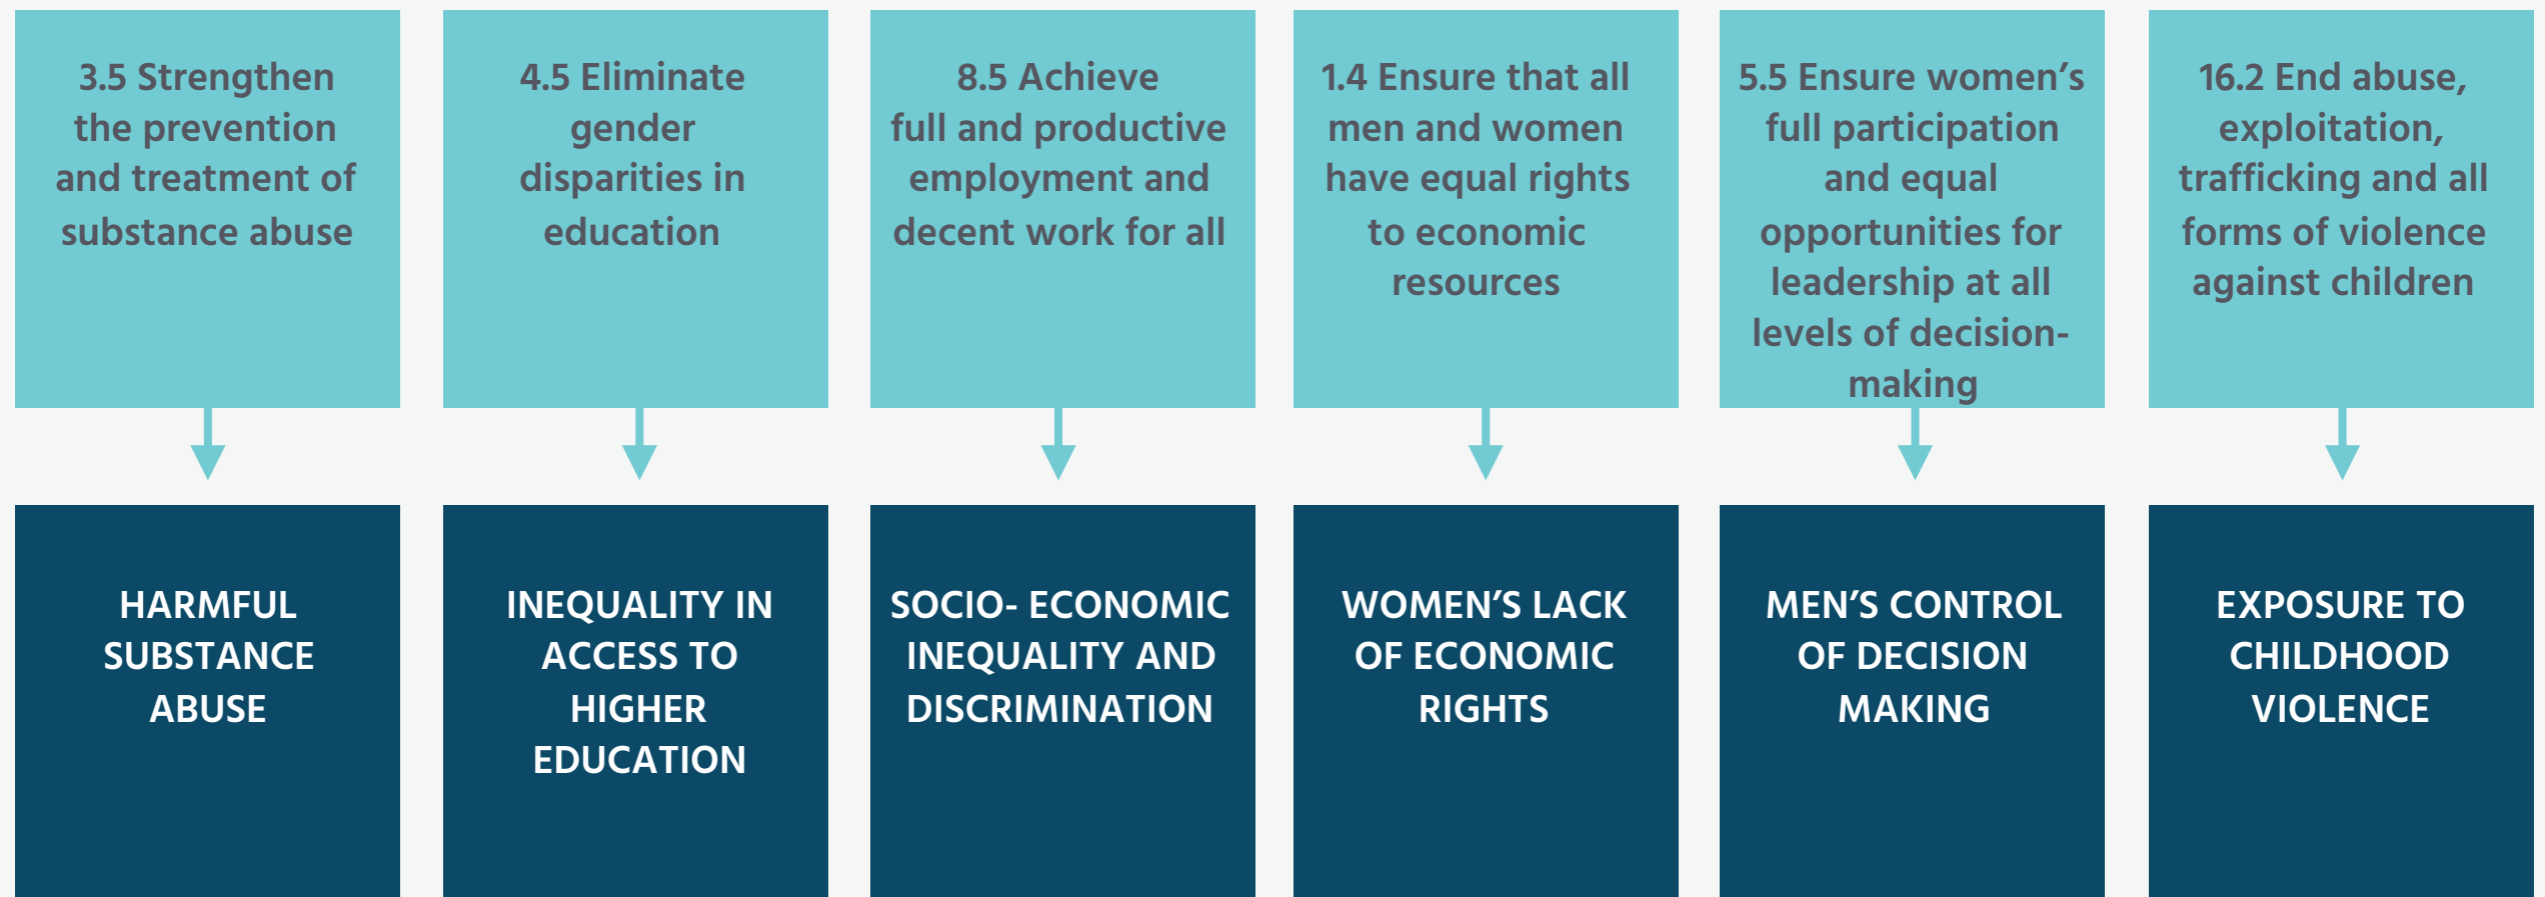 3.5 Strengthen
the prevention
and treatment of
substance abuse
4.5 Eliminate
gender
disparities in
education
8.5 Achieve
full and productive
employment and
decent work for all
1.4 Ensure that all
men and women
have equal rights
to economic
resources
5.5 Ensure women’s
full participation
and equal
opportunities for
leadership at all
levels of decision-
making
16.2 End abuse,
exploitation,
trafficking and all
forms of violence
against children
HARMFUL
SUBSTANCE
ABUSE
INEQUALITY IN
ACCESS TO
HIGHER
EDUCATION
SOCIO- ECONOMIC
INEQUALITY AND
DISCRIMINATION
WOMEN’S LACK
OF ECONOMIC
RIGHTS
MEN’S CONTROL
OF DECISION
MAKING
EXPOSURE TO
CHILDHOOD
VIOLENCE